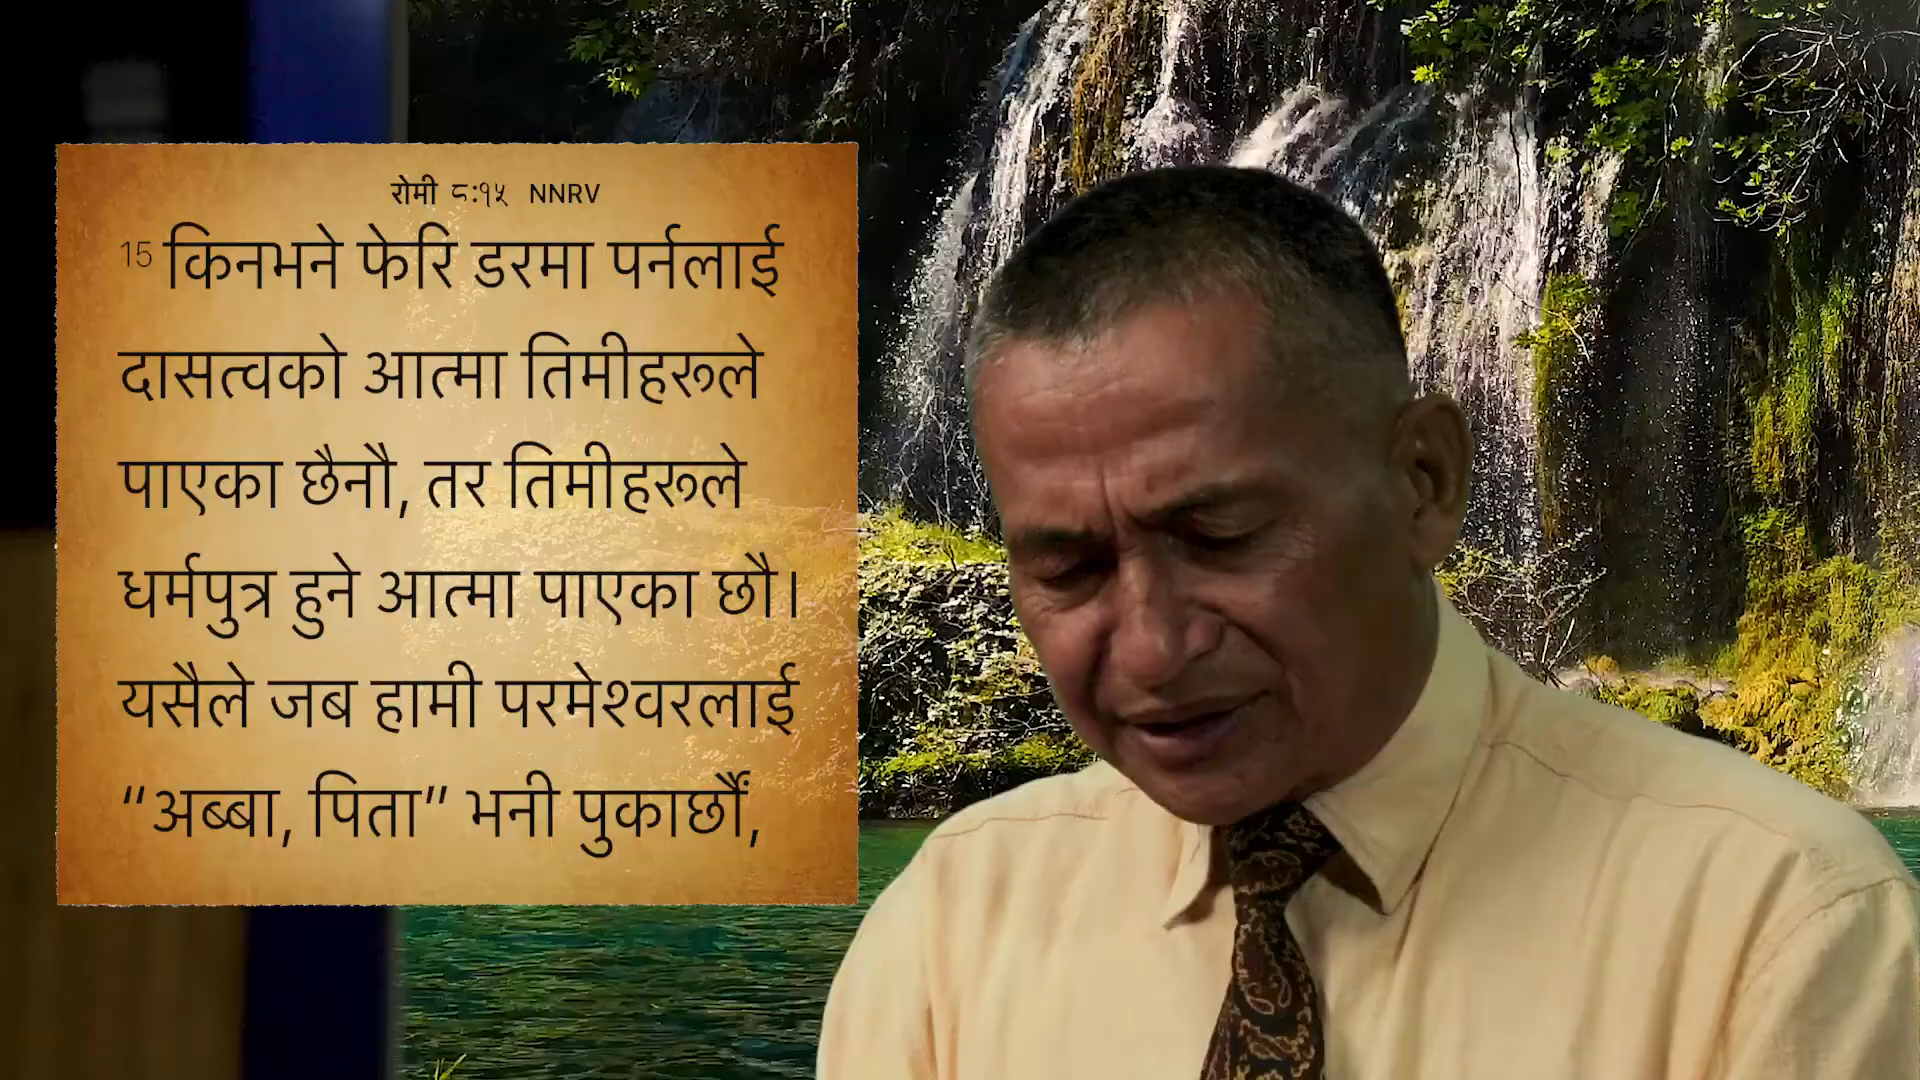 रोमी ८:१५ NNRV
15 किनभने फेरि डरमा पर्नलाई
दासत्वको आत्मा तिमीहरूले
पाएका छैनौ, तर तिमीहरूले
धर्मपुत्र हुने आत्मा पाएका छौ।
यसैले जब हामी परमेश्वरलाई
“अब्बा, पिता” भनी पुकार्छौं,